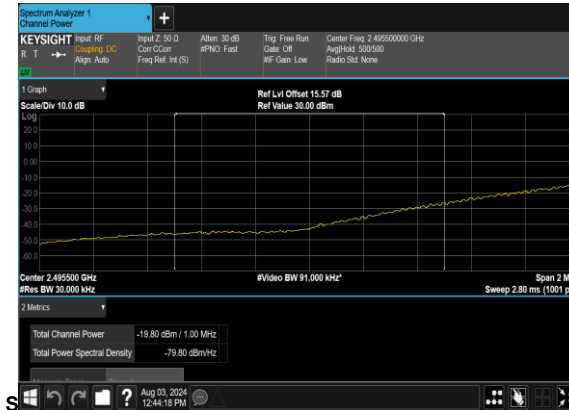 Spectrum Analyzer 1
Channel Power
+
KEYSIGHT Input: RF Input Z: 50 Ω Atten: 30 dB Trig: Free Run Center Freq: 2.495500000 GHz
R T Coupling: DC Corr CCorr #PNO: Fast Gate: Off Avg|Hold: 500/500
Align: Auto Freq Ref: Int (S) #IF Gain: Low Radio Std: None
1 Graph
Ref Lvl Offset 15.57 dB
Scale/Div 10.0 dB Ref Value 30.00 dBm
Log
20.0
10.0
0.00
-10.0
-20.0
-30.0
-40.0
-50.0
-60.0
Center 2.495500 GHz #Video BW 91.000 kHz* Span 2 M
#Res BW 30.000 kHz Sweep 2.80 ms (1001 p
2 Metrics
Total Channel Power -19.80 dBm / 1.00 MHz
Total Power Spectral Density -79.80 dBm/Hz
S
? Aug 03, 2024
12:44:18 PM